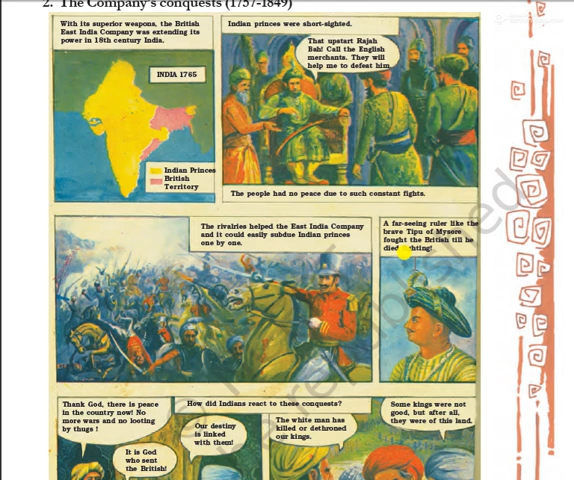 2. The Company's conquests (1757-1849)
With its superior weapons, the British
East India Company was extending its
power in 18th century India.
INDIA 1765
Indian Princes
British
Territory
Indian princes were short-sighted.
That upstart Rajah
Bah! Call the English
merchants. They will
help me to defeat him.
The people had no peace due to such constant fights.
The rivalries helped the East India Company
and it could easily subdue Indian princes
one by one.
A far-seeing ruler like the
brave Tipu of Mysore
fought the British till he
died fighting!
How did Indians react to these conquests?
Thank God, there is peace
in the country now! No
more wars and no looting
by thugs !
It is God
who sent
the British!
Our destiny
is linked
with them!
The white man has
killed or dethroned
our kings.
Some kings were not
good, but after all,
they were of this land.